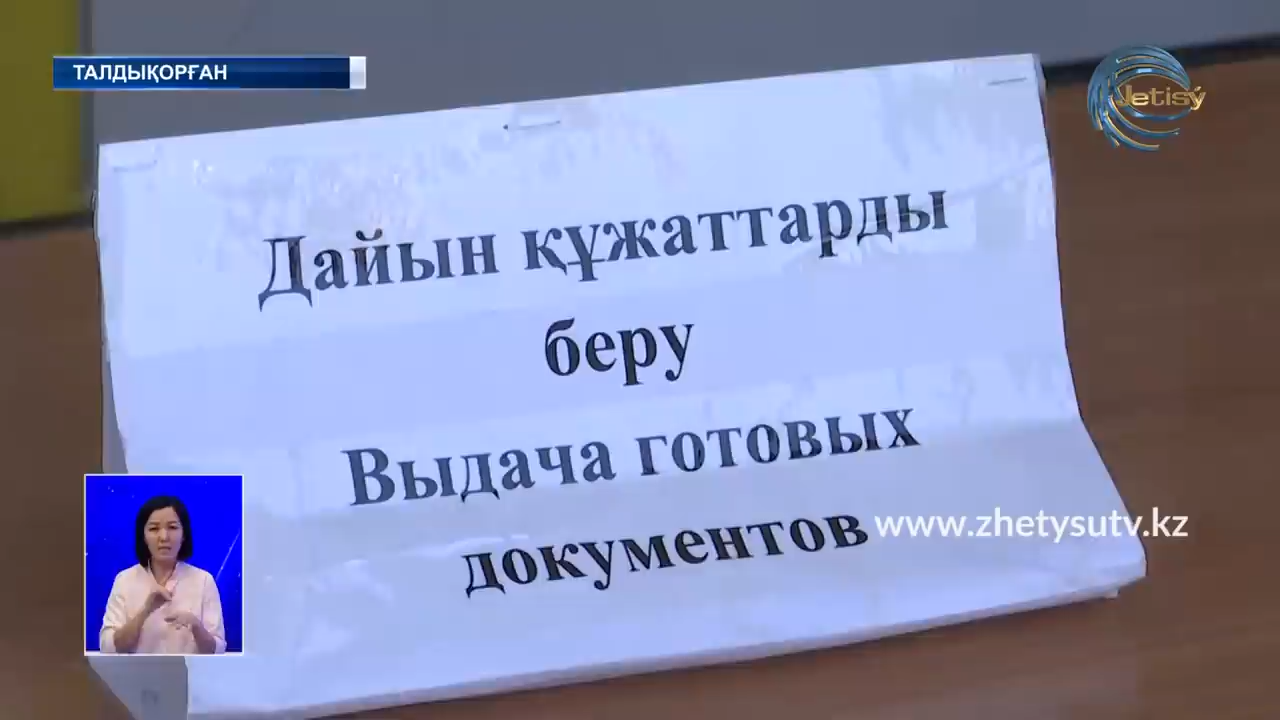 ТАЛДЫҚОРҒАН
Jetisý
Дайын құжаттарды
беру
Выдача готовых
документов
www.zhetysutv.kz